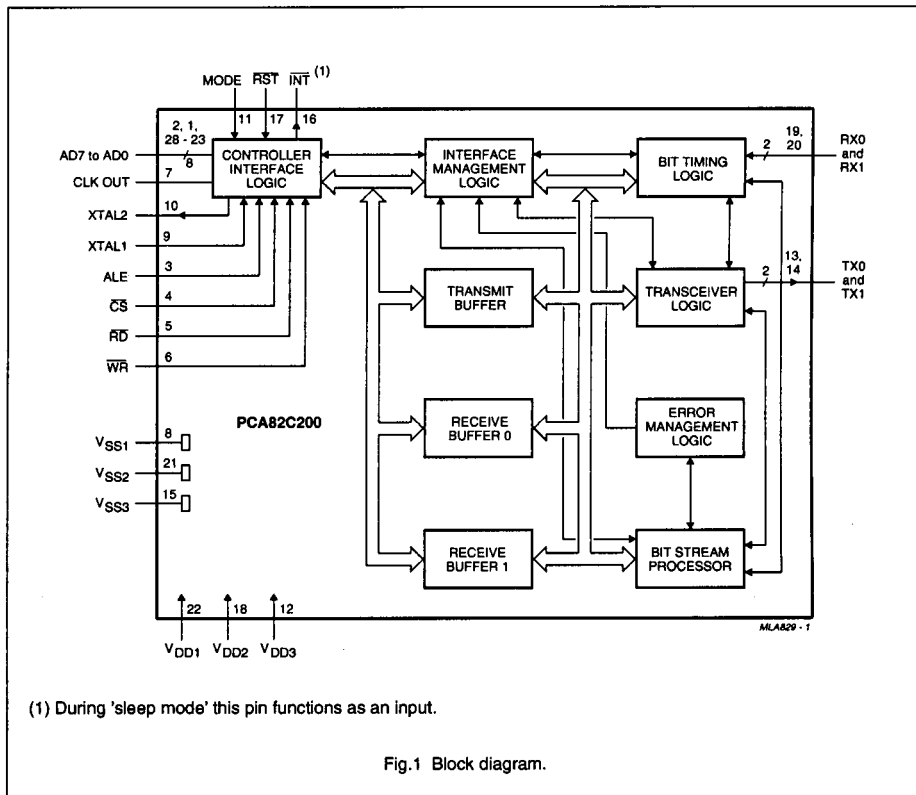 MODE RST INT (1)
11 17 16
2, 1,
28 - 23
8
AD7 to AD0
CONTROLLER
INTERFACE
LOGIC
INTERFACE
MANAGEMENT
LOGIC
BIT TIMING
LOGIC
2
19,
20
RX0
and
RX1
CLK OUT 7
XTAL2 10
XTAL1 9
ALE 3
CS 4
RD 5
WR 6
TRANSMIT
BUFFER
TRANSCEIVER
LOGIC
2
13,
14
TX0
and
TX1
PCA82C200
RECEIVE
BUFFER 0
ERROR
MANAGEMENT
LOGIC
VSS1 8
VSS2 21
VSS3 15
RECEIVE
BUFFER 1
BIT STREAM
PROCESSOR
22 18 12
VDD1 VDD2 VDD3
MLA829 - 1
(1) During 'sleep mode' this pin functions as an input.
Fig.1 Block diagram.